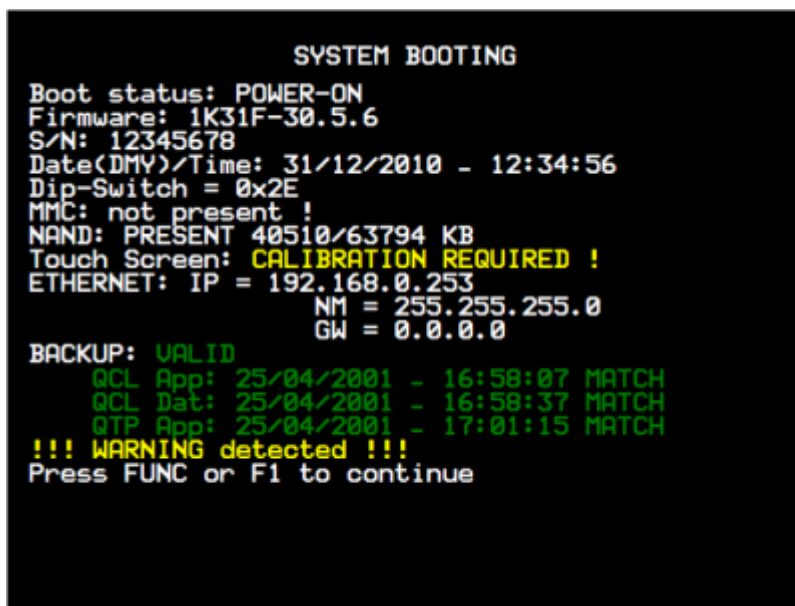 SYSTEM BOOTING
Boot status: POWER-ON
Firmware: 1K31F-30.5.6
S/N: 12345678
Date(DMY)/Time: 31/12/2010 - 12:34:56
Dip-Switch = 0x2E
MMC: not present !
NAND: PRESENT 40510/63794 KB
Touch Screen: CALIBRATION REQUIRED !
ETHERNET: IP = 192.168.0.253
NM = 255.255.255.0
GW = 0.0.0.0
BACKUP: VALID
QCL App: 25/04/2001 - 16:58:07 MATCH
QCL Dat: 25/04/2001 - 16:58:37 MATCH
QTP App: 25/04/2001 - 17:01:15 MATCH
!!! WARNING detected !!!
Press FUNC or F1 to continue